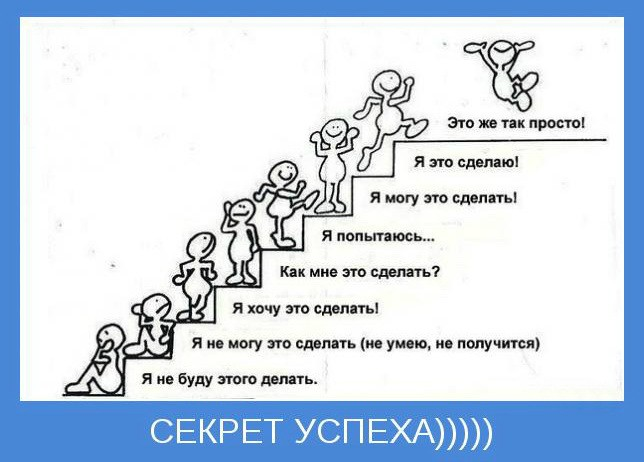 Это же так просто!
Я это сделаю!
Я могу это сделать!
Я попытаюсь...
Как мне это сделать?
Я хочу это сделать!
Я не могу это сделать (не умею, не получится)
Я не буду этого делать.
СЕКРЕТ УСПЕХА)))))